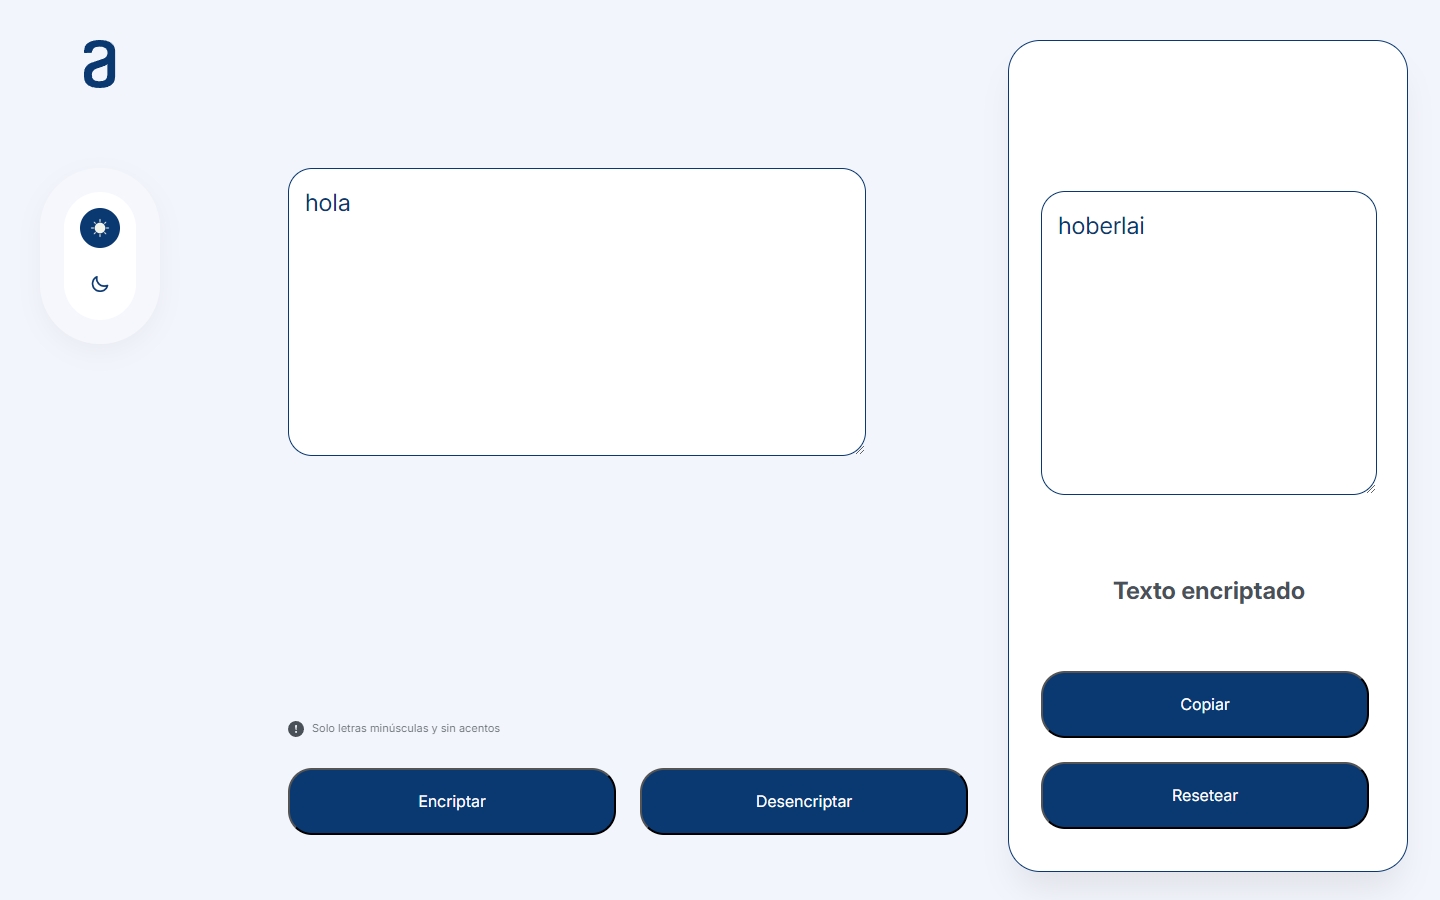 a
hola
hoberlai
Texto encriptado
Copiar
Resetear
! Solo letras minúsculas y sin acentos
Encriptar
Desencriptar